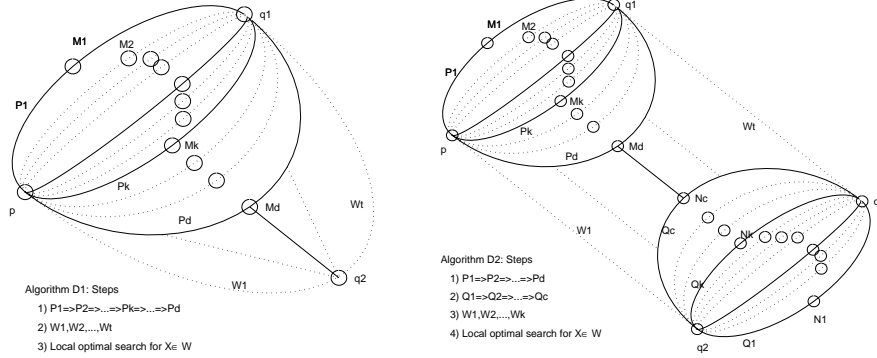 q1
M1
M2
P1
Mk
Pk
p
Pd
Md
Wt
W1
q2
Algorithm D1: Steps
1) P1=>P2=>...=>Pk=>...=>Pd
2) W1,W2,...,Wt
3) Local optimal search for X∈ W
q1
M1
M2
P1
Mk
Pk
p
Pd
Md
Wt
Nc
W1
Qc
Nk
Qk
N1
Q1
q2
Algorithm D2: Steps
1) P1=>P2=>...=>Pd
2) Q1=>Q2=>...=>Qc
3) W1,W2,...,Wk
4) Local optimal search for X∈ W